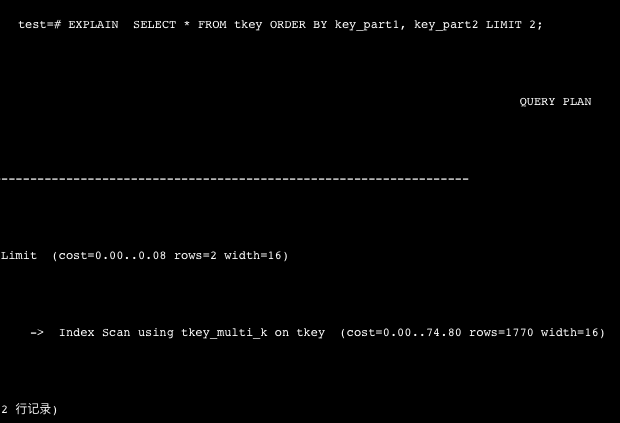 test=# EXPLAIN  SELECT * FROM tkey ORDER BY key_part1, key_part2 LIMIT 2;
QUERY PLAN
-----------------------------------------------------------------
Limit  (cost=0.00..0.08 rows=2 width=16)
->  Index Scan using tkey_multi_k on tkey  (cost=0.00..74.80 rows=1770 width=16)
2 行记录)